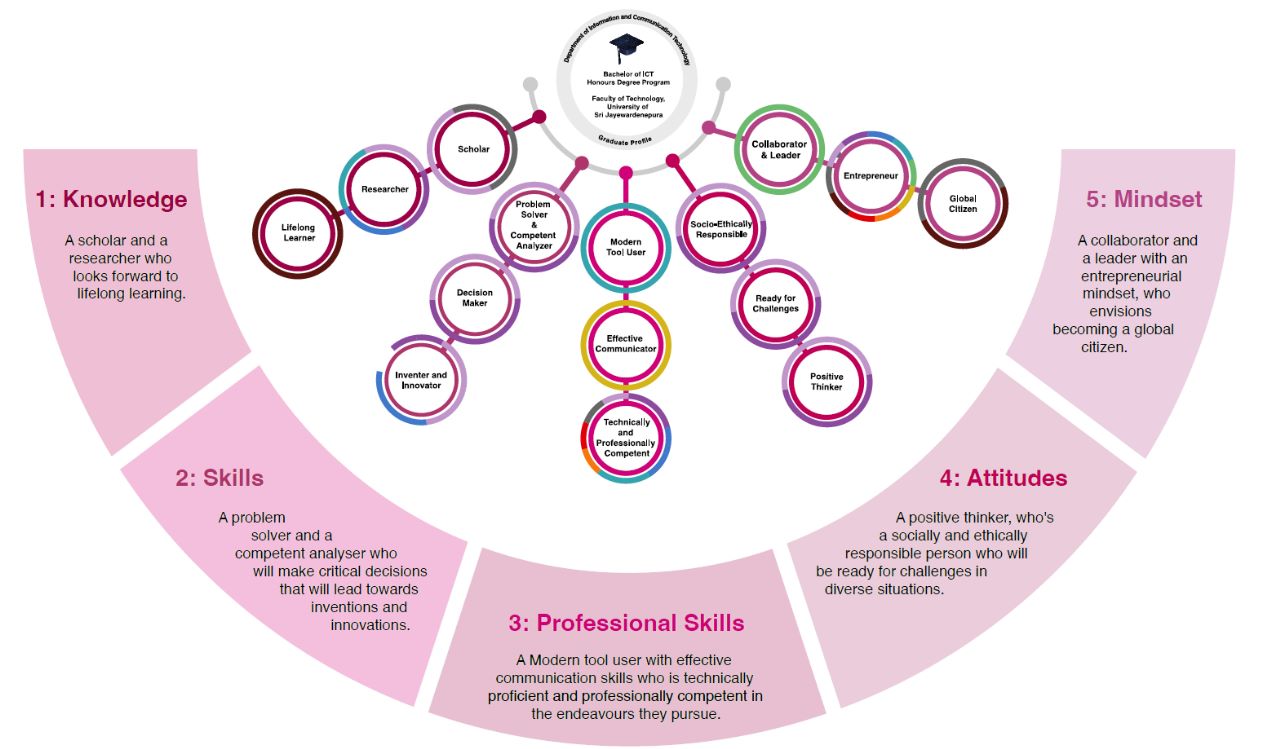 Department of Information and Communication Technology
Bachelor of ICT
Honours Degree Program
Faculty of Technology,
University of
Sri Jayewardenepura
Graduate Profile
Scholar
Researcher
Lifelong
Learner
Problem
Solver
&
Competent
Analyzer
Decision
Maker
Inventer and
Innovator
Modern
Tool User
Effective
Communicator
Technically
and
Professionally
Competent
Socio-Ethically
Responsible
Ready for
Challenges
Positive
Thinker
Collaborator
& Leader
Entrepreneur
Global
Citizen
1: Knowledge
A scholar and a
researcher who
looks forward to
lifelong learning.
2: Skills
A problem
solver and a
competent analyser who
will make critical decisions
that will lead towards
inventions and
innovations.
3: Professional Skills
A Modern tool user with effective
communication skills who is technically
proficient and professionally competent in
the endeavours they pursue.
4: Attitudes
A positive thinker, who's
a socially and ethically
responsible person who will
be ready for challenges in
diverse situations.
5: Mindset
A collaborator and
a leader with an
entrepreneurial
mindset, who
envisions
becoming a global
citizen.